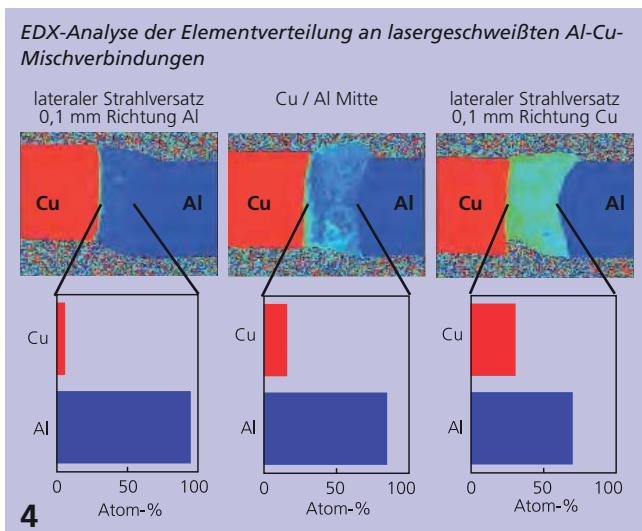 EDX-Analyse der Elementverteilung an lasergeschweißten Al-Cu-
Mischverbindungen
lateraler Strahlversatz
0,1 mm Richtung Al
Cu / Al Mitte
lateraler Strahlversatz
0,1 mm Richtung Cu
Cu Al
Cu Al
Cu Al
Cu
Al
0 50 100
Atom-%
Cu
Al
0 50 100
Atom-%
Cu
Al
0 50 100
Atom-%
4